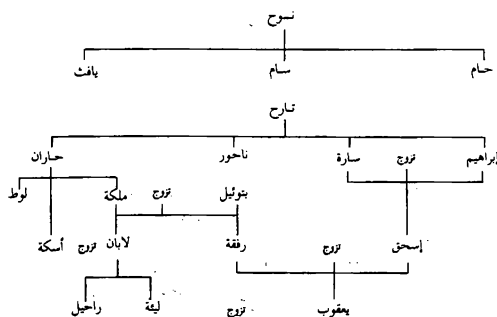 نوح
حام سام يافث
تارح
إبراهيم تزوج سارة ناحور حاران
بتوئيل تزوج ملكة لوط
إسحق تزوج رفقة لابان تزوج أسكة
يعقوب تزوج ليئة راحيل